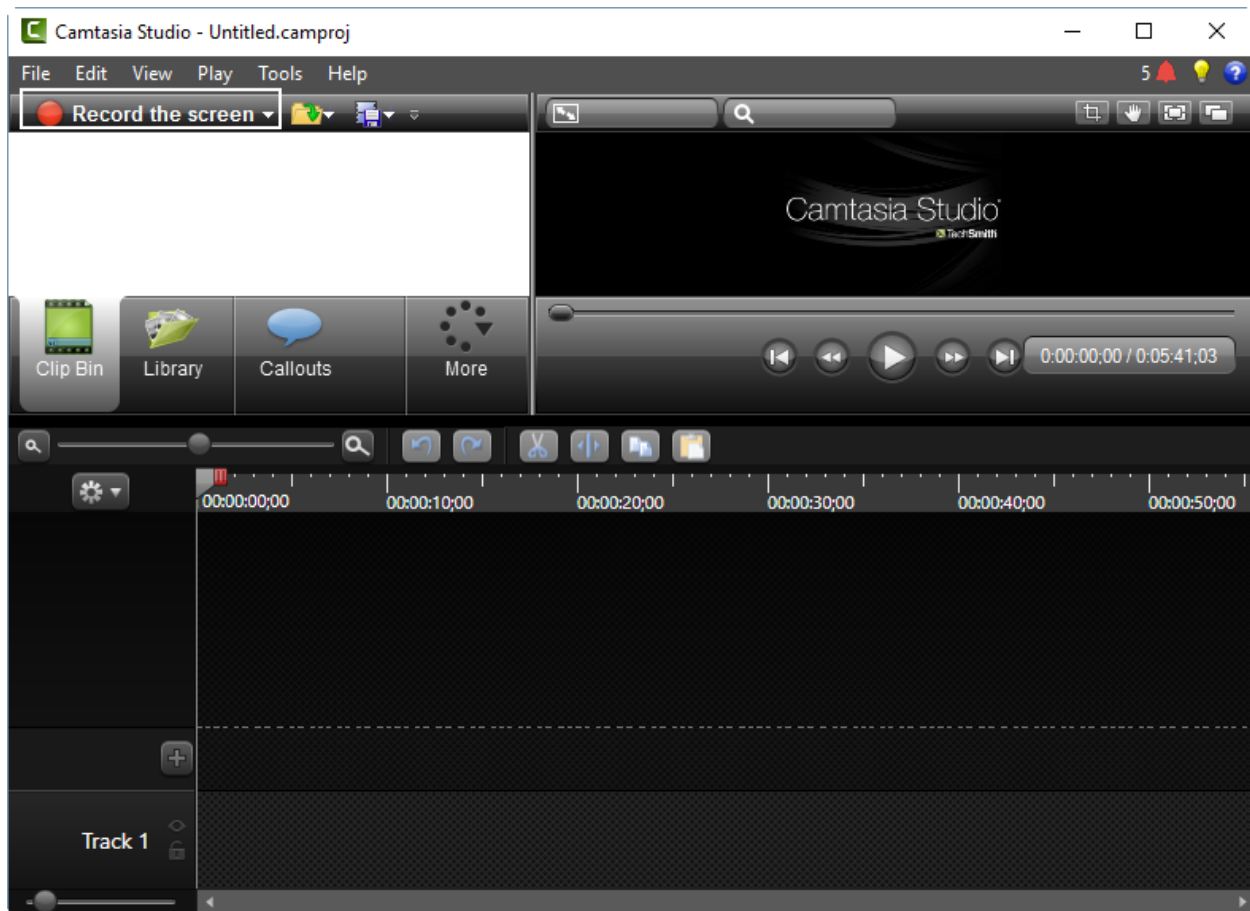 Camtasia Studio - Untitled.camproj
File Edit View Play Tools Help 5
Record the screen
Camtasia Studio
TechSmith
Clip Bin Library Callouts More
0:00:00;00 / 0:05:41;03
00:00:00;00 00:00:10;00 00:00:20;00 00:00:30;00 00:00:40;00 00:00:50;00
Track 1